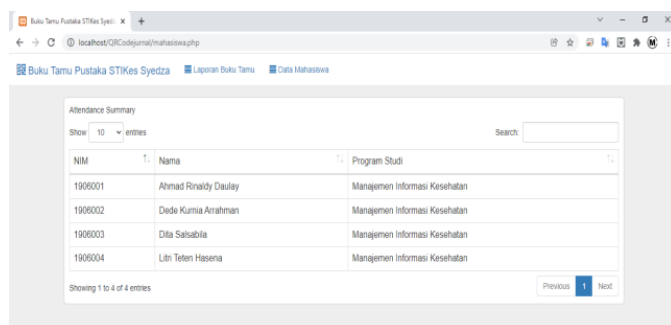 Buku Tamu Pustaka STIKes Syedz
localhost/QRCodejurnal/mahasiswa.php
M
Buku Tamu Pustaka STIKes Syedza Laporan Buku Tamu Data Mahasiswa
Attendance Summary
Show 10 entries Search:
NIM Nama Program Studi
1906001 Ahmad Rinaldy Daulay Manajemen Informasi Kesehatan
1906002 Dede Kurnia Arrahman Manajemen Informasi Kesehatan
1906003 Dita Salsabila Manajemen Informasi Kesehatan
1906004 Litri Teten Hasena Manajemen Informasi Kesehatan
Showing 1 to 4 of 4 entries Previous 1 Next